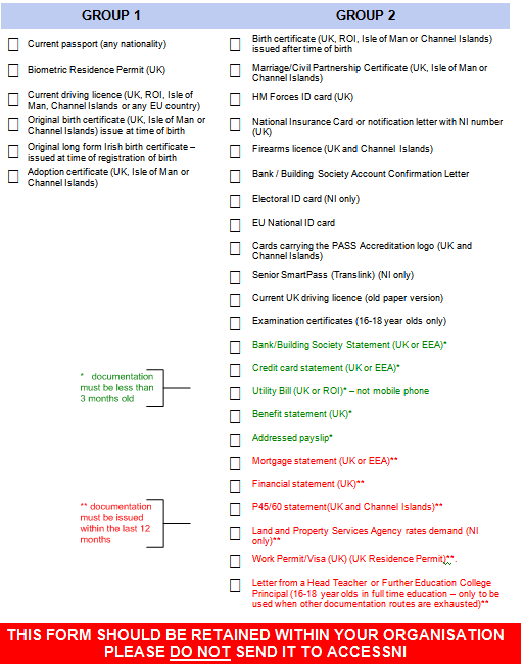 GROUP 1
Current passport (any nationality)
Biometric Residence Permit (UK)
Current driving licence (UK, ROI, Isle of
Man, Channel Islands or any EU country)
Original birth certificate (UK, Isle of Man or
Channel Islands) issue at time of birth
Original long form Irish birth certificate –
issued at time of registration of birth
Adoption certificate (UK, Isle of Man or
Channel Islands)
* documentation
must be less than
3 months old
** documentation
must be issued
within the last 12
months
GROUP 2
Birth certificate (UK, ROI, Isle of Man or Channel Islands)
issued after time of birth
Marriage/Civil Partnership Certificate (UK, Isle of Man or
Channel Islands)
HM Forces ID card (UK)
National Insurance Card or notification letter with NI number
(UK)
Firearms licence (UK and Channel Islands)
Bank / Building Society Account Confirmation Letter
Electoral ID card (NI only)
EU National ID card
Cards carrying the PASS Accreditation logo (UK and
Channel Islands)
Senior SmartPass (Translink) (NI only)
Current UK driving licence (old paper version)
Examination certificates (16-18 year olds only)
Bank/Building Society Statement (UK or EEA)*
Credit card statement (UK or EEA)*
Utility Bill (UK or ROI)* – not mobile phone
Benefit statement (UK)*
Addressed payslip*
Mortgage statement (UK or EEA)**
Financial statement (UK)**
P45/60 statement(UK and Channel Islands)**
Land and Property Services Agency rates demand (NI
only)**
Work Permit/Visa (UK) (UK Residence Permit)**.
Letter from a Head Teacher or Further Education College
Principal (16-18 year olds in full time education – only to be
used when other documentation routes are exhausted)**
THIS FORM SHOULD BE RETAINED WITHIN YOUR ORGANISATION
PLEASE DO NOT SEND IT TO ACCESSNI